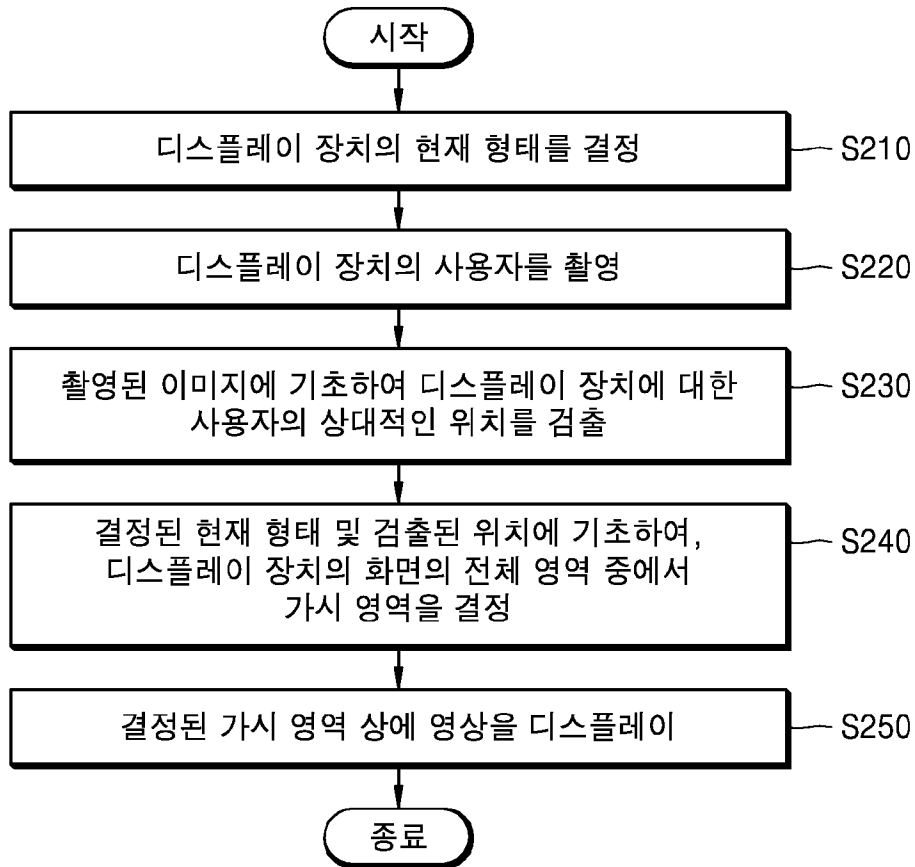 시작
디스플레이 장치의 현재 형태를 결정
S210
디스플레이 장치의 사용자를 촬영
S220
촬영된 이미지에 기초하여 디스플레이 장치에 대한
사용자의 상대적인 위치를 검출
S230
결정된 현재 형태 및 검출된 위치에 기초하여,
디스플레이 장치의 화면의 전체 영역 중에서
가시 영역을 결정
S240
결정된 가시 영역 상에 영상을 디스플레이
S250
종료